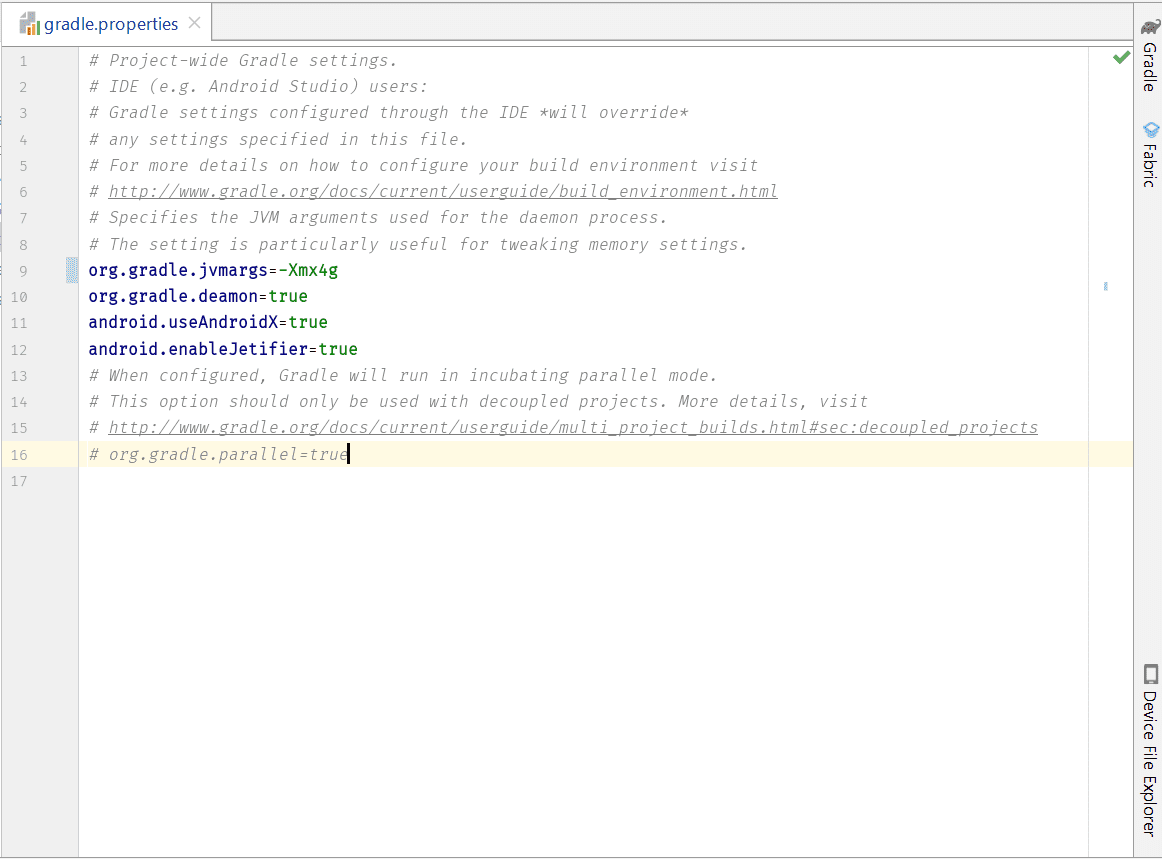 gradle.properties
1 # Project-wide Gradle settings.
2 # IDE (e.g. Android Studio) users:
3 # Gradle settings configured through the IDE *will override*
4 # any settings specified in this file.
5 # For more details on how to configure your build environment visit
6 # http://www.gradle.org/docs/current/userguide/build_environment.html
7 # Specifies the JVM arguments used for the daemon process.
8 # The setting is particularly useful for tweaking memory settings.
9 org.gradle.jvmargs=-Xmx4g
10 org.gradle.deamon=true
11 android.useAndroidX=true
12 android.enableJetifier=true
13 # When configured, Gradle will run in incubating parallel mode.
14 # This option should only be used with decoupled projects. More details, visit
15 # http://www.gradle.org/docs/current/userguide/multi_project_builds.html#sec:decoupled_projects
16 # org.gradle.parallel=true
17
Gradle
Fabric
Device File Explorer